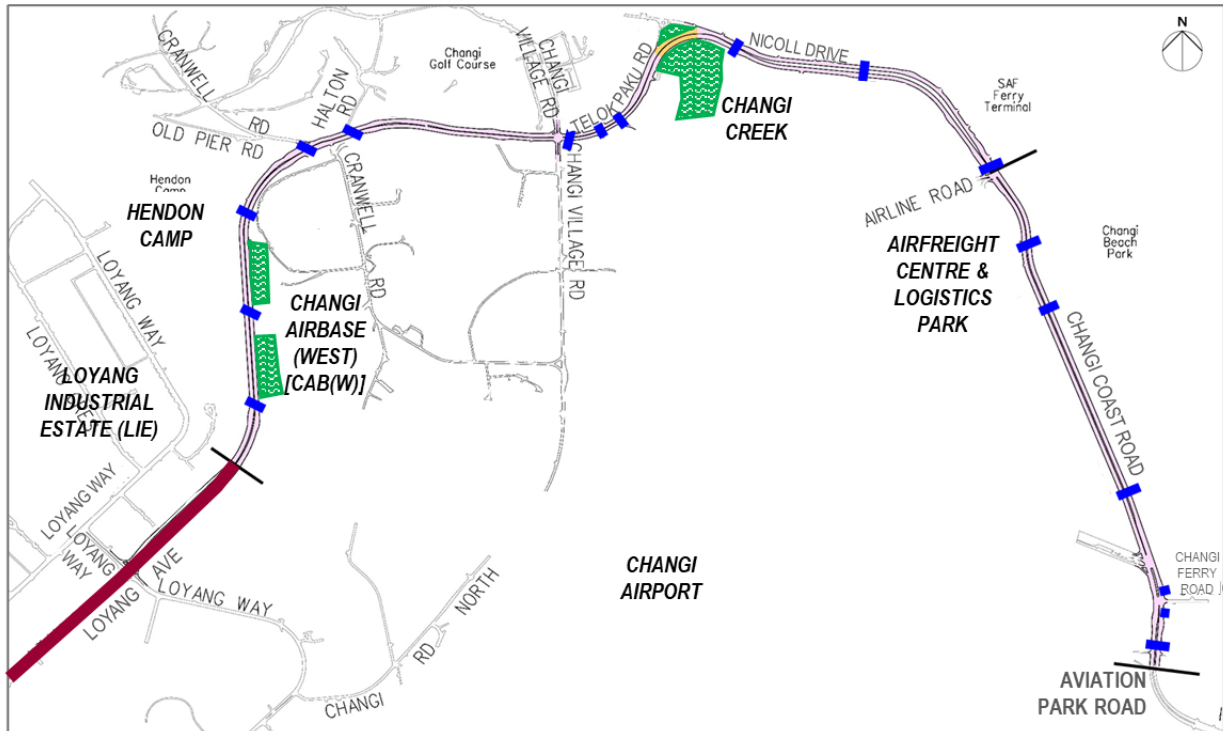 N
CRANWELL
RD
HALTON
RD
OLD PIER RD
Changi
Golf Course
CHANGI
VILLAGE RD
TELOK PAKU RD
NICOLL DRIVE
CHANGI
CREEK
SAF
Ferry
Terminal
Hendon
Camp
HENDON
CAMP
CRANWELL
RD
CHANGI VILLAGE RD
AIRLINE ROAD
AIRFREIGHT
CENTRE &
LOGISTICS
PARK
Changi
Beach
Park
LOYANG WAY
CHANGI
AIRBASE
(WEST)
[CAB(W)]
LOYANG
INDUSTRIAL
ESTATE (LIE)
CHANGI COAST ROAD
LOYANG WAY
LOYANG
WAY
LOYANG AVE
LOYANG WAY
CHANGI
AIRPORT
CHANGI
FERRY
ROAD
CHANGI
RD
NORTH
AVIATION
PARK ROAD